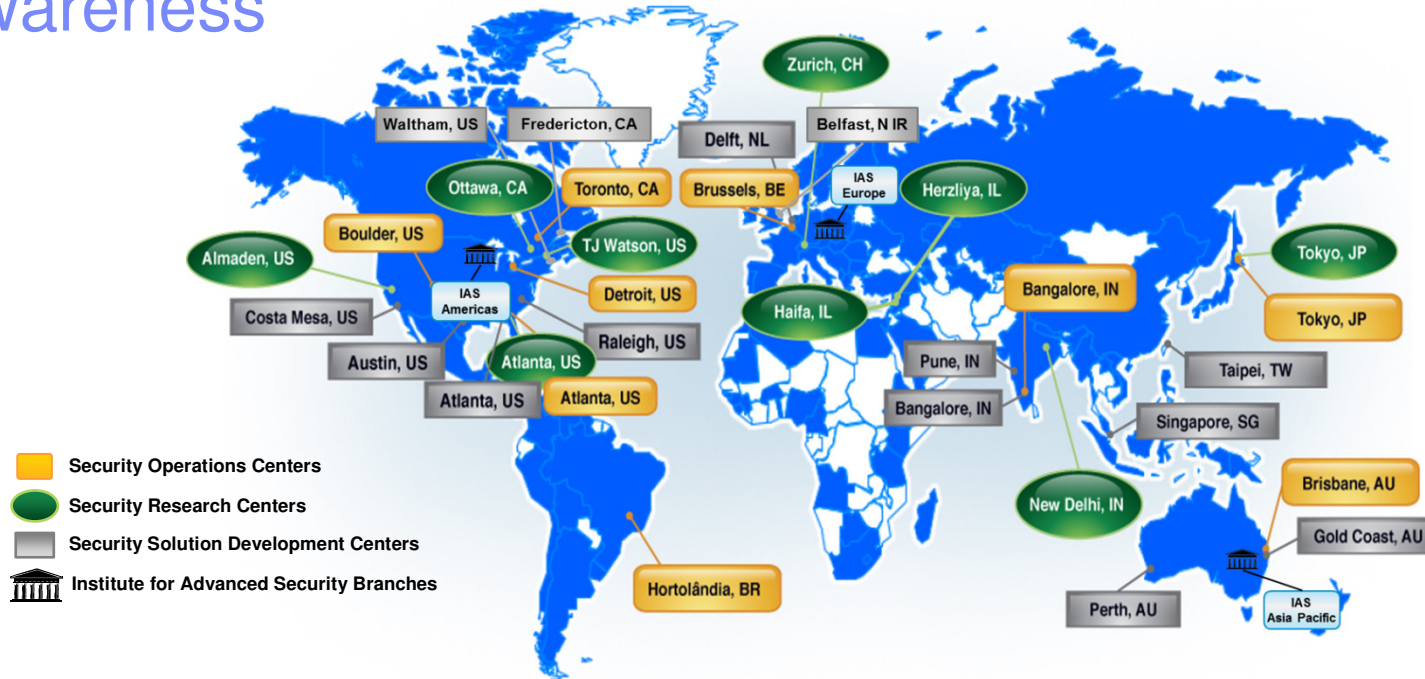 wareness
Zurich, CH
Waltham, US
Fredericton, CA
Delft, NL
Belfast, N IR
Ottawa, CA
Toronto, CA
Brussels, BE
IAS
Europe
Herzliya, IL
Boulder, US
TJ Watson, US
Almaden, US
Tokyo, JP
IAS
Americas
Detroit, US
Bangalore, IN
Costa Mesa, US
Haifa, IL
Tokyo, JP
Raleigh, US
Austin, US
Atlanta, US
Pune, IN
Taipei, TW
Atlanta, US
Atlanta, US
Bangalore, IN
Singapore, SG
Security Operations Centers
Security Research Centers
Security Solution Development Centers
Institute for Advanced Security Branches
New Delhi, IN
Brisbane, AU
Gold Coast, AU
Hortolândia, BR
Perth, AU
IAS
Asia Pacific